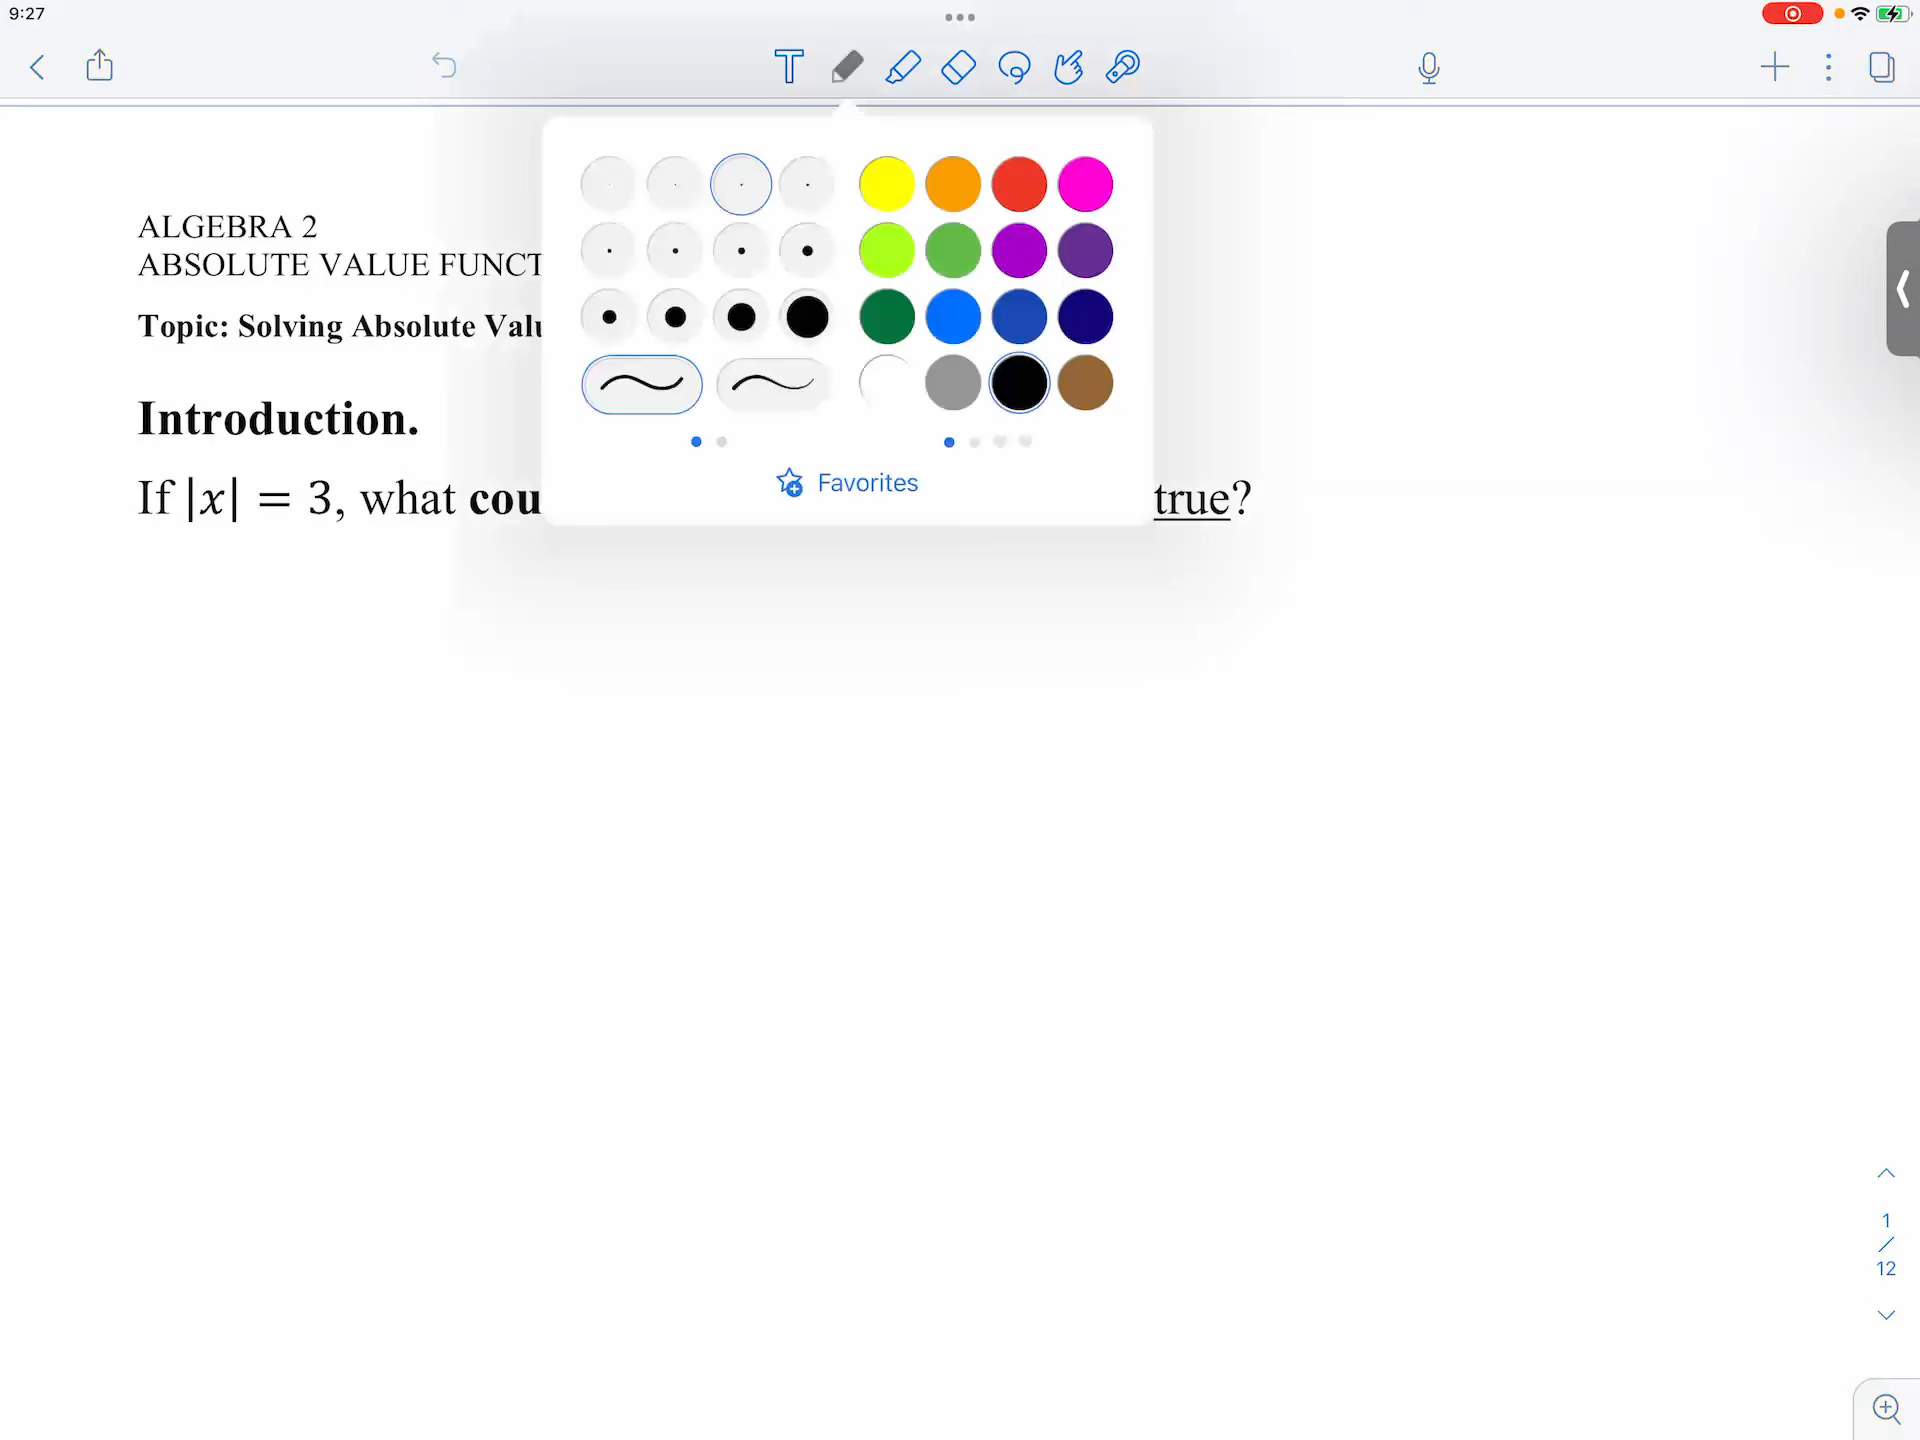 9:27
ALGEBRA 2
ABSOLUTE VALUE FUNCT
Topic: Solving Absolute Valu
Introduction.
If |x| = 3, what cou true?
Favorites
1
/
12